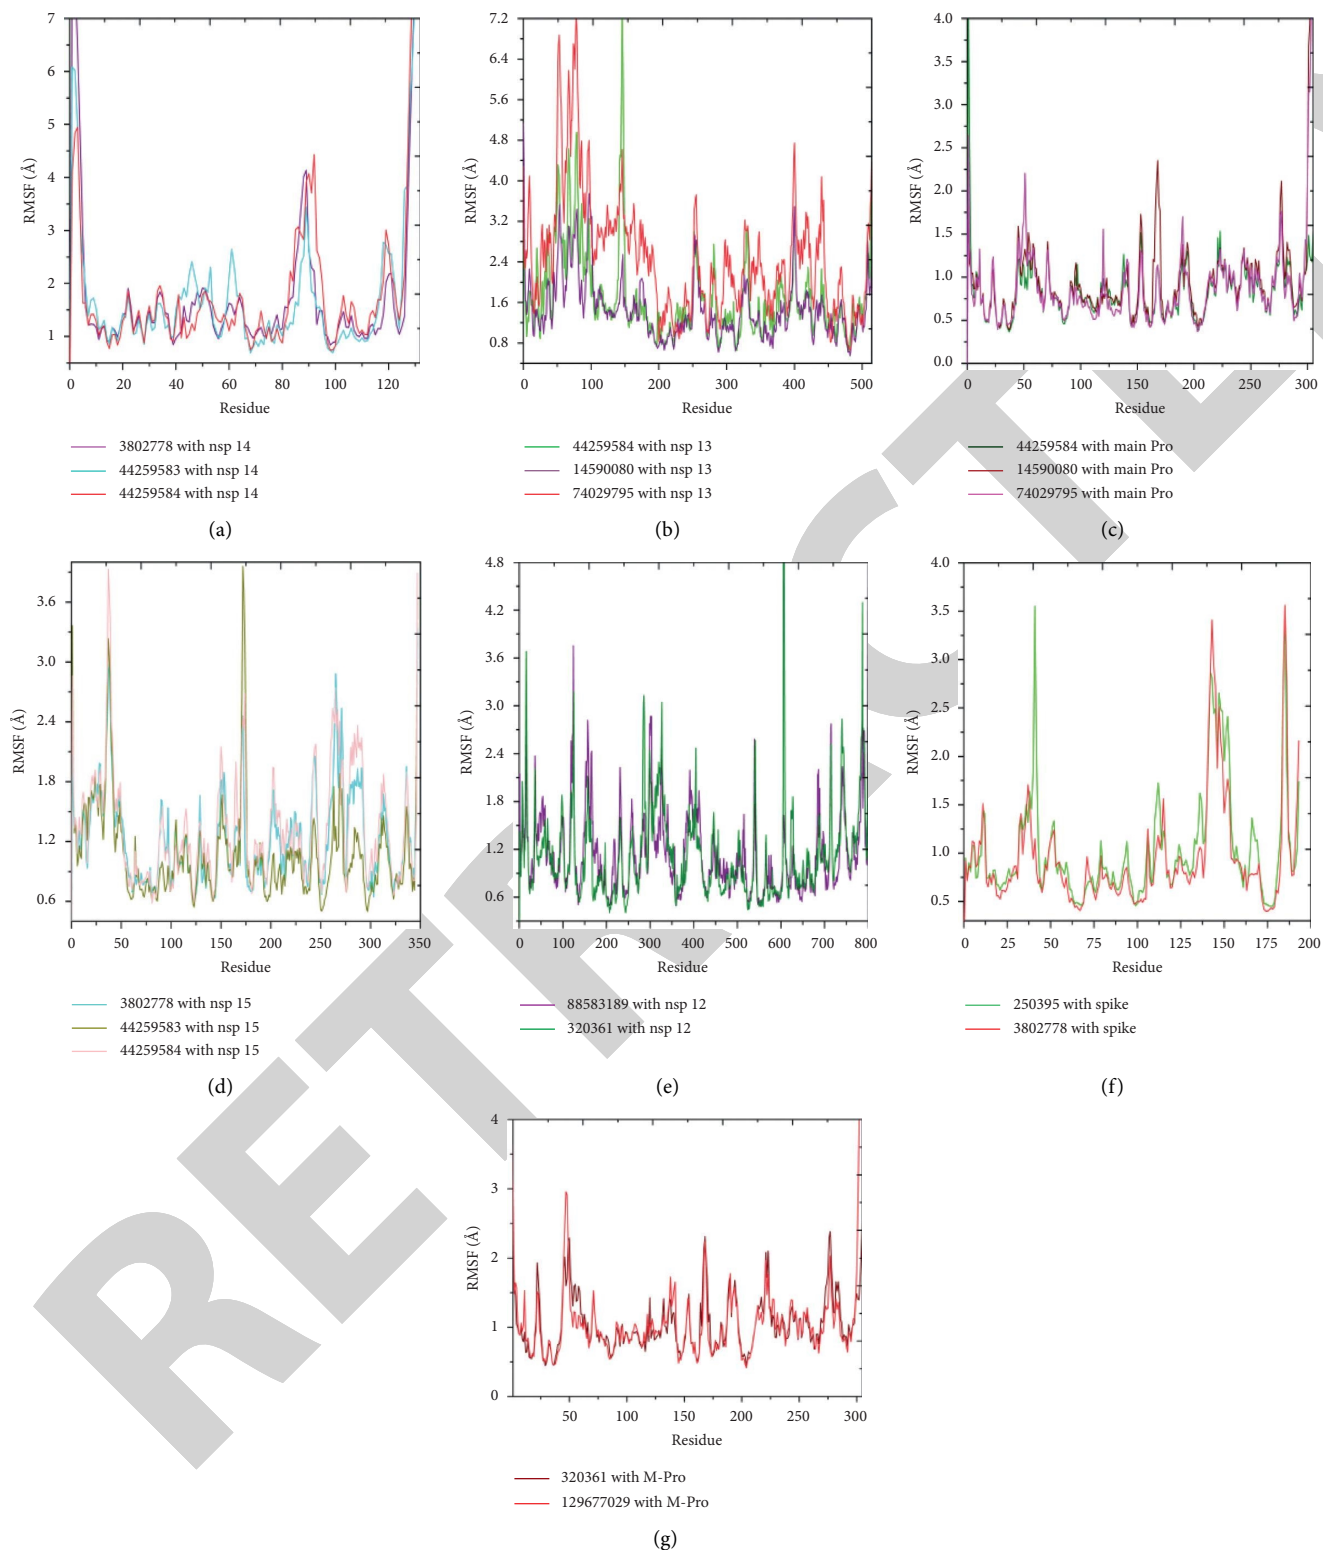 RETRACTED
7
6
5
4
3
2
1
RMSF (Å)
0 20 40 60 80 100 120
Residue
3802778 with nsp 14
44259583 with nsp 14
44259584 with nsp 14
(a)
7.2
6.4
5.6
4.8
4.0
3.2
2.4
1.6
0.8
RMSF (Å)
0 100 200 300 400 500
Residue
44259584 with nsp 13
14590080 with nsp 13
74029795 with nsp 13
(b)
4.0
3.5
3.0
2.5
2.0
1.5
1.0
0.5
0.0
RMSF (Å)
0 50 100 150 200 250 300
Residue
44259584 with main Pro
14590080 with main Pro
74029795 with main Pro
(c)
3.6
3.0
2.4
1.8
1.2
0.6
RMSF (Å)
0 50 100 150 200 250 300 350
Residue
3802778 with nsp 15
44259583 with nsp 15
44259584 with nsp 15
(d)
4.8
4.2
3.6
3.0
2.4
1.8
1.2
0.6
RMSF (Å)
0 100 200 300 400 500 600 700 800
Residue
88583189 with nsp 12
320361 with nsp 12
(e)
4.0
3.5
3.0
2.5
2.0
1.5
1.0
0.5
RMSF (Å)
0 25 50 75 100 125 150 175 200
Residue
250395 with spike
3802778 with spike
(f)
4
3
2
1
0
RMSF (Å)
50 100 150 200 250 300
Residue
320361 with M-Pro
129677029 with M-Pro
(g)